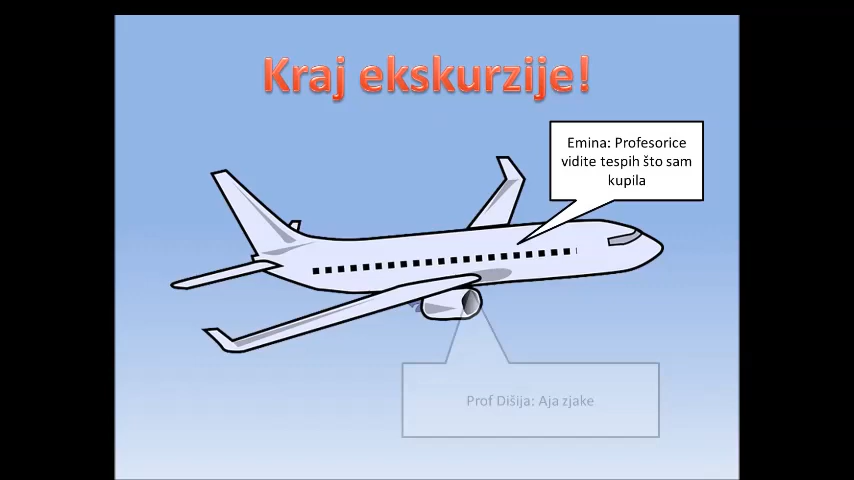 Kraj ekskurzije!
Emina: Profesorice
vidite tespih što sam
kupila
Prof Dišija: Aja zjake